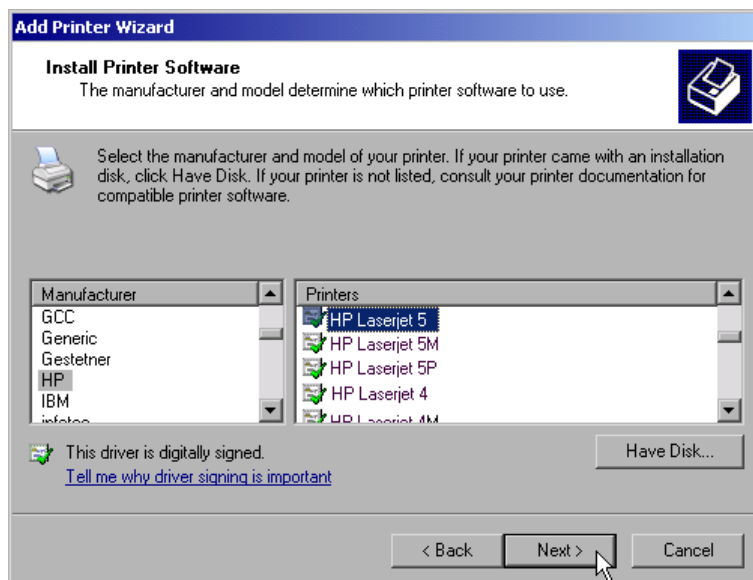 Add Printer Wizard
Install Printer Software
The manufacturer and model determine which printer software to use.
Select the manufacturer and model of your printer. If your printer came with an installation
disk, click Have Disk. If your printer is not listed, consult your printer documentation for
compatible printer software.
Manufacturer
GCC
Generic
Gestetner
HP
IBM
infotec
Printers
HP Laserjet 5
HP Laserjet 5M
HP Laserjet 5P
HP Laserjet 4
HP Laserjet 4M
This driver is digitally signed.
Tell me why driver signing is important
Have Disk...
< Back
Next >
Cancel